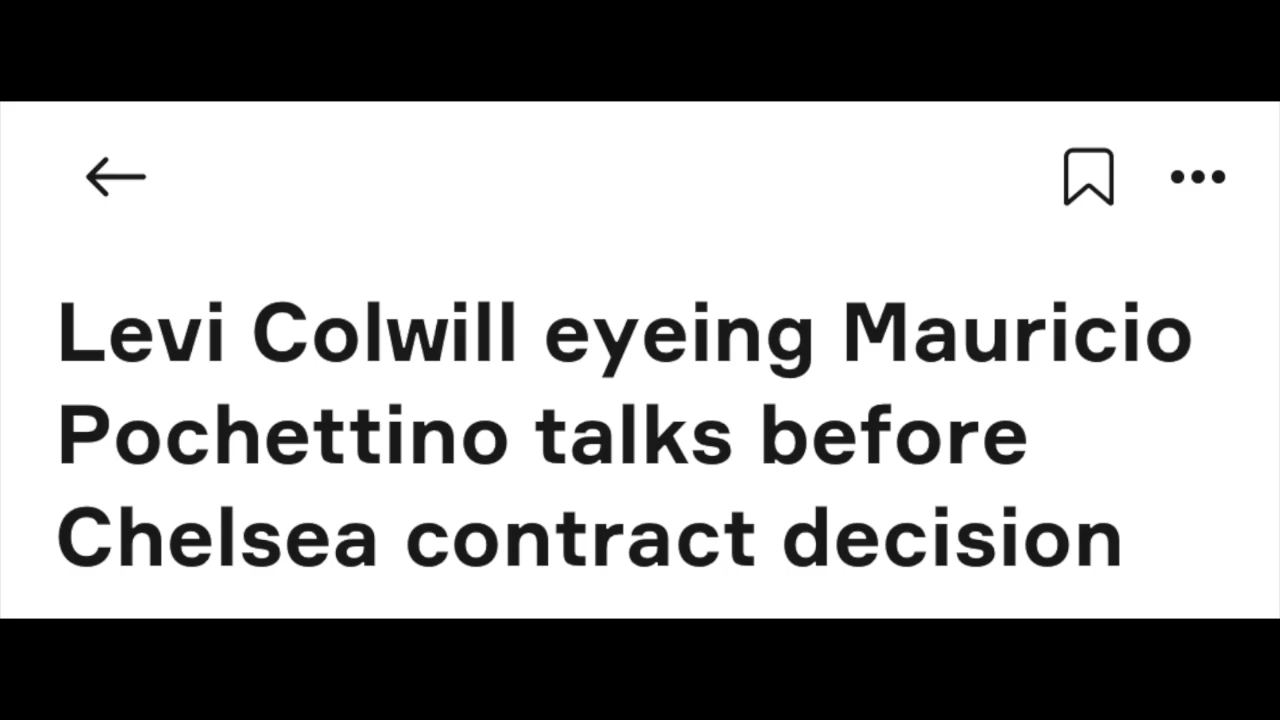 Levi Colwill eyeing Mauricio
Pochettino talks before
Chelsea contract decision